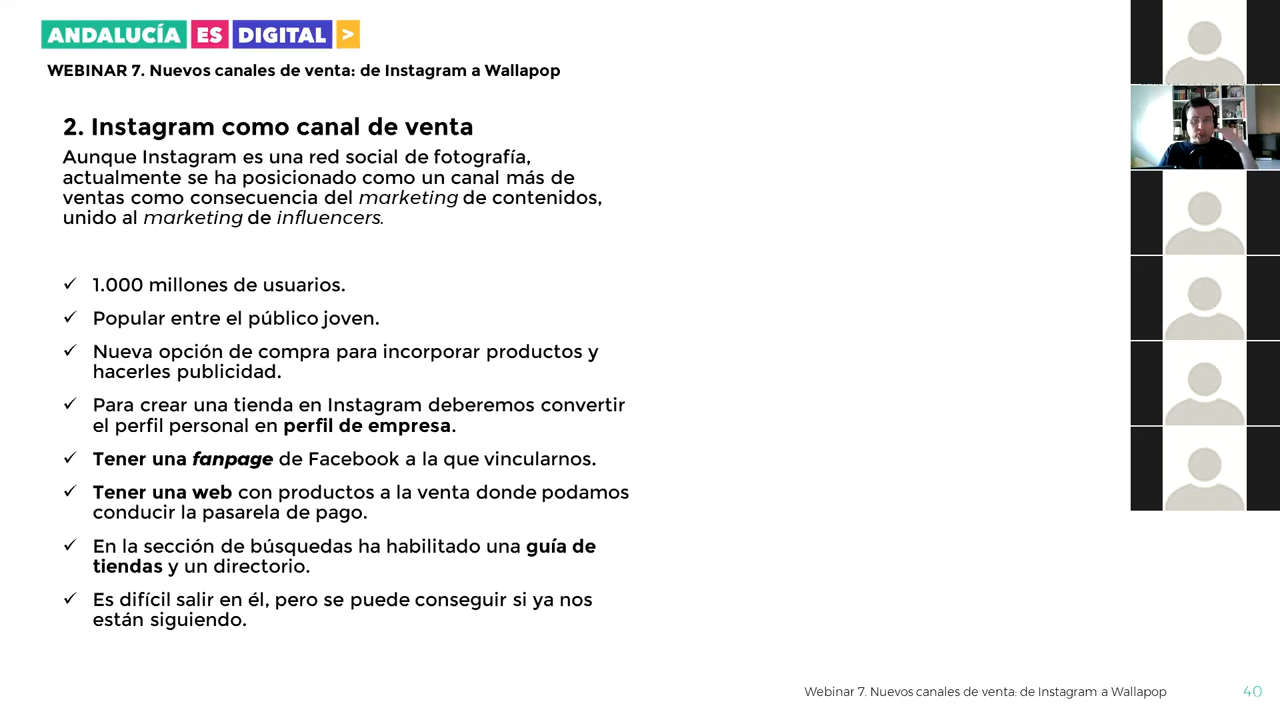 ANDALUCÍA ES DIGITAL >
WEBINAR 7. Nuevos canales de venta: de Instagram a Wallapop
2. Instagram como canal de venta
Aunque Instagram es una red social de fotografía,
actualmente se ha posicionado como un canal más de
ventas como consecuencia del marketing de contenidos,
unido al marketing de influencers.
✓ 1.000 millones de usuarios.
✓ Popular entre el público joven.
✓ Nueva opción de compra para incorporar productos y
hacerles publicidad.
✓ Para crear una tienda en Instagram deberemos convertir
el perfil personal en perfil de empresa.
✓ Tener una fanpage de Facebook a la que vincularnos.
✓ Tener una web con productos a la venta donde podamos
conducir la pasarela de pago.
✓ En la sección de búsquedas ha habilitado una guía de
tiendas y un directorio.
✓ Es difícil salir en él, pero se puede conseguir si ya nos
están siguiendo.
Webinar 7. Nuevos canales de venta: de Instagram a Wallapop
40